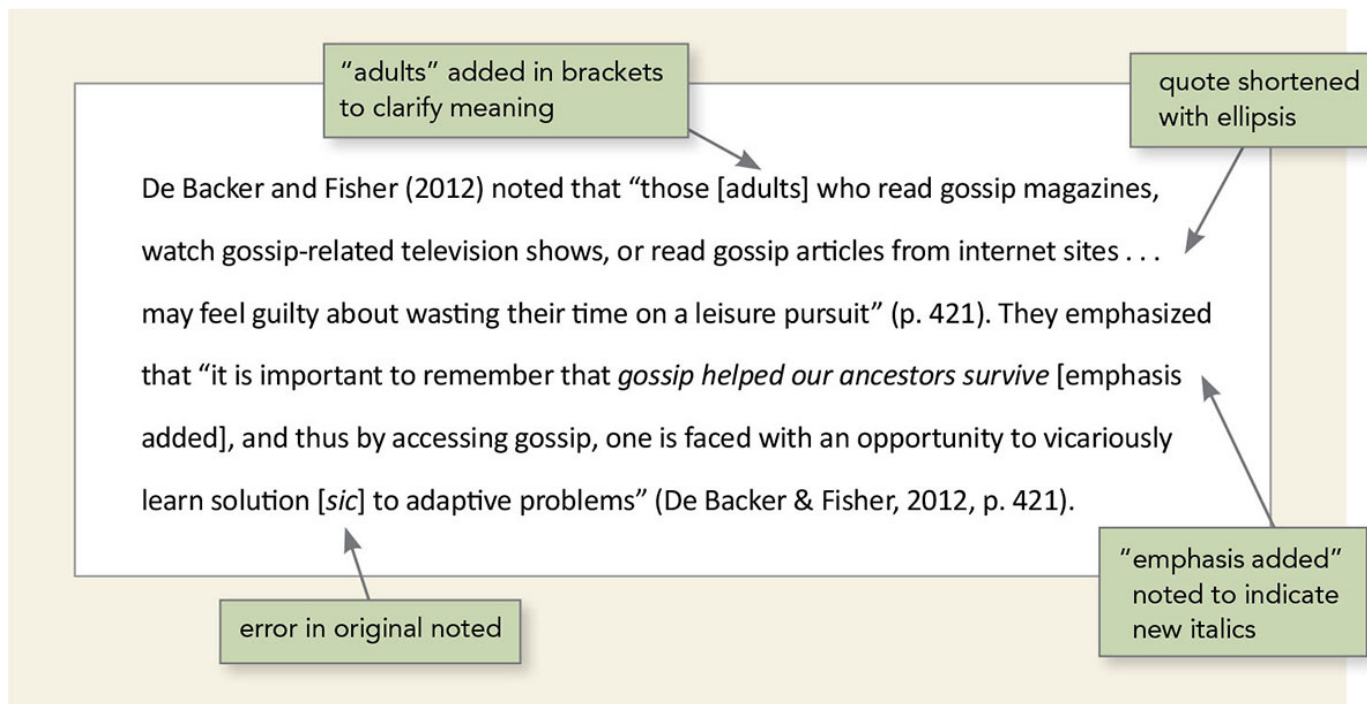 “adults” added in brackets
to clarify meaning
quote shortened
with ellipsis
De Backer and Fisher (2012) noted that “those [adults] who read gossip magazines,
watch gossip-related television shows, or read gossip articles from internet sites . . .
may feel guilty about wasting their time on a leisure pursuit” (p. 421). They emphasized
that “it is important to remember that gossip helped our ancestors survive [emphasis
added], and thus by accessing gossip, one is faced with an opportunity to vicariously
learn solution [sic] to adaptive problems” (De Backer & Fisher, 2012, p. 421).
“emphasis added”
noted to indicate
new italics
error in original noted